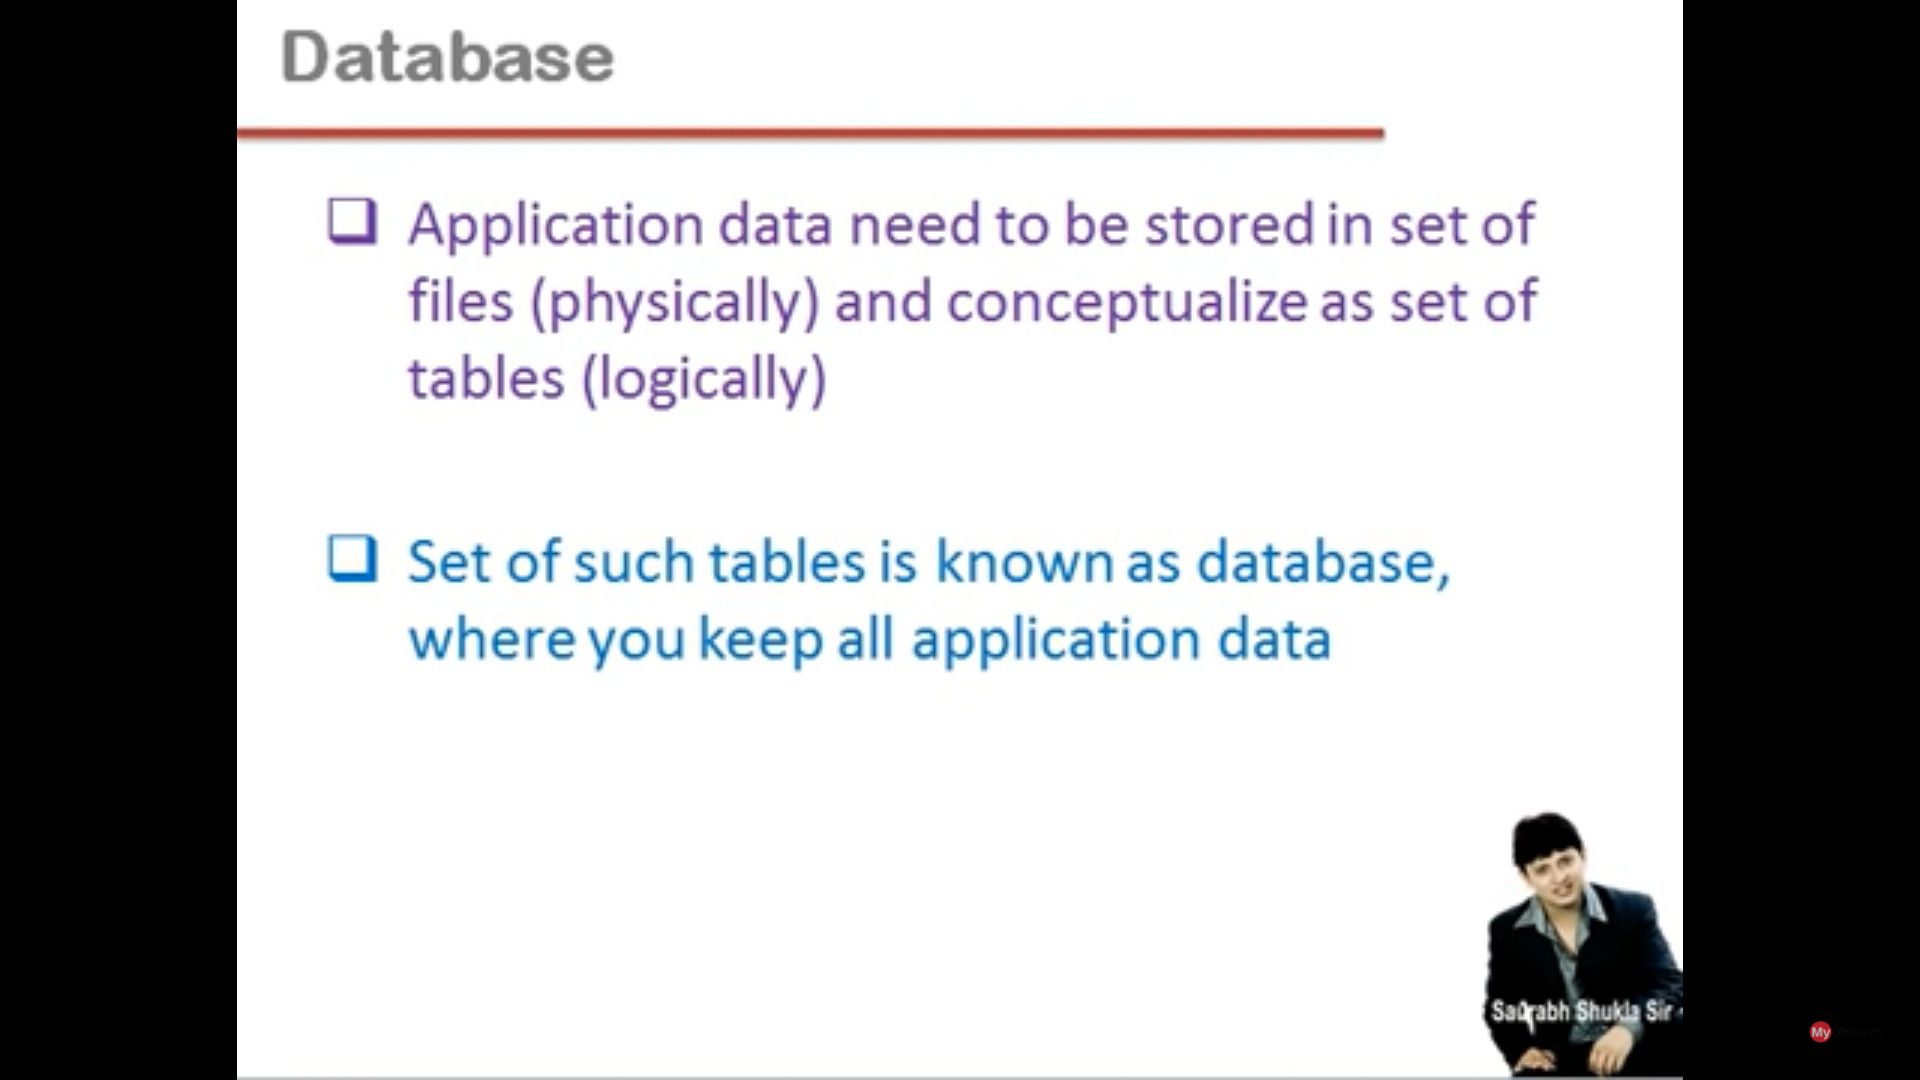 Database
Application data need to be stored in set of
files (physically) and conceptualize as set of
tables (logically)
Set of such tables is known as database,
where you keep all application data
Saurabh Shukla Sir
My